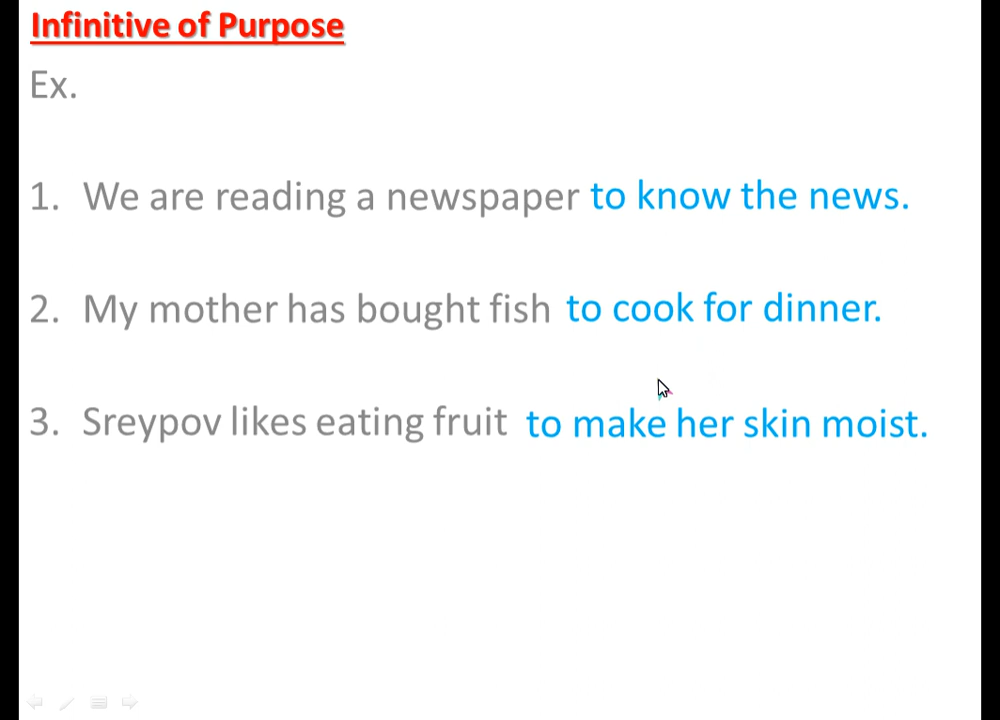 Infinitive of Purpose
Ex.
1. We are reading a newspaper to know the news.
2. My mother has bought fish to cook for dinner.
3. Sreypov likes eating fruit to make her skin moist.